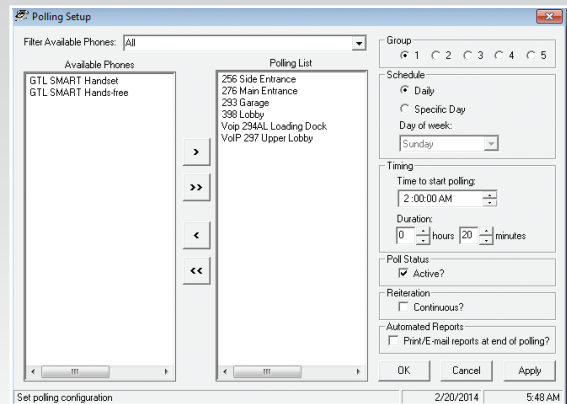 Polling Setup
Filter Available Phones: All
Available Phones
GTL SMART Handset
GTL SMART Hands-free
>
>>
<
<<
Polling List
256 Side Entrance
276 Main Entrance
293 Garage
398 Lobby
Voip 294AL Loading Dock
VoIP 297 Upper Lobby
Group
1 2 3 4 5
Schedule
Daily
Specific Day
Day of week:
Sunday
Timing
Time to start polling:
2:00:00 AM
Duration:
0 hours 20 minutes
Poll Status
Active?
Reiteration
Continuous?
Automated Reports
Print/E-mail reports at end of polling?
OK Cancel Apply
Set polling configuration 2/20/2014 5:48 AM